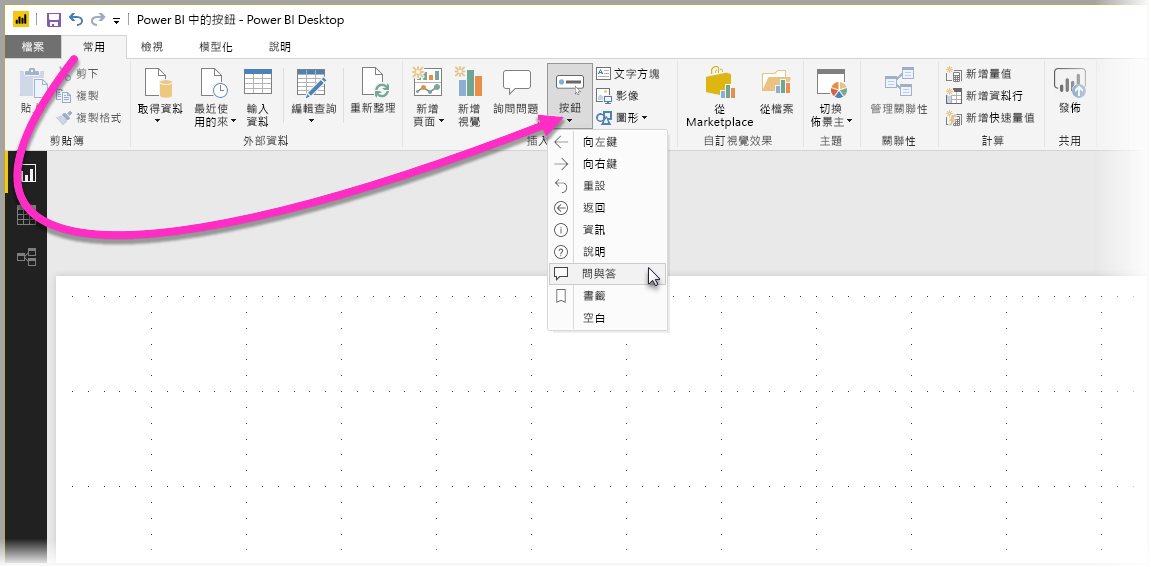 Power BI 中的按鈕 - Power BI Desktop
檔案 常用 檢視 模型化 說明
剪下
複製
複製格式
剪貼簿
取得資料
最近使
用的來
輸入
資料
編輯查詢
重新整理
外部資料
新增
頁面
新增
視覺
詢問問題
按鈕
文字方塊
影像
圖形
插入
從
Marketplace
從檔案
自訂視覺效果
切換
佈景主
主題
管理關聯性
關聯性
新增量值
新增資料行
新增快速量值
計算
發佈
共用
向左鍵
向右鍵
重設
返回
資訊
說明
問與答
書籤
空白